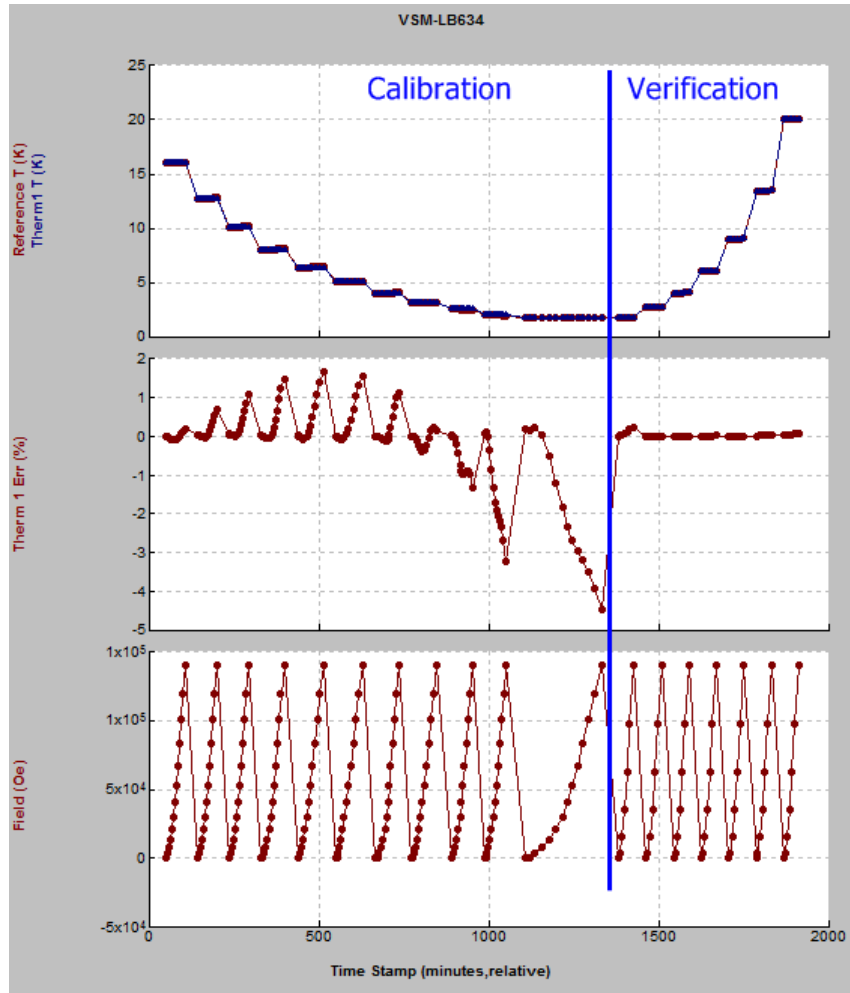 VSM-LB634
Calibration
Verification
Reference T (K)
Therm1 T (K)
25
20
15
10
5
0
Therm 1 Err (%)
2
1
0
-1
-2
-3
-4
-5
Field (Oe)
1x10⁵
1x10⁵
5x10⁴
0
-5x10⁴
0 500 1000 1500 2000
Time Stamp (minutes,relative)